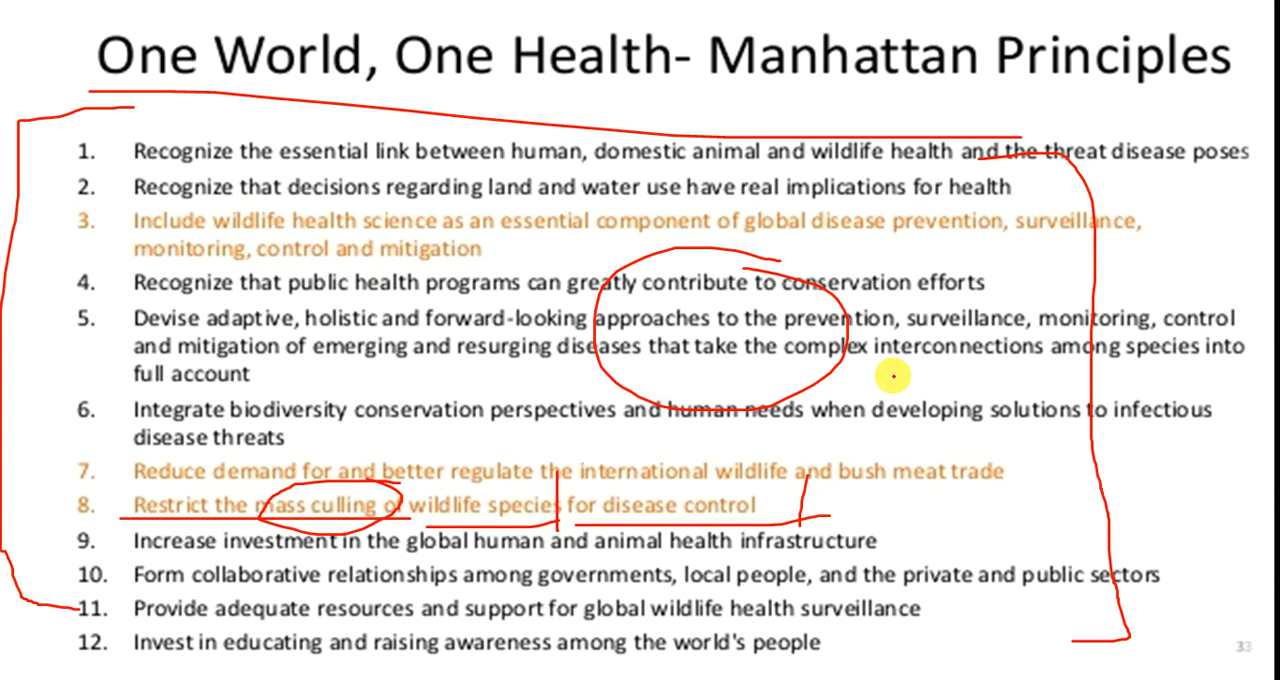 One World, One Health- Manhattan Principles
1. Recognize the essential link between human, domestic animal and wildlife health and the threat disease poses
2. Recognize that decisions regarding land and water use have real implications for health
3. Include wildlife health science as an essential component of global disease prevention, surveillance,
monitoring, control and mitigation
4. Recognize that public health programs can greatly contribute to conservation efforts
5. Devise adaptive, holistic and forward-looking approaches to the prevention, surveillance, monitoring, control
and mitigation of emerging and resurging diseases that take the complex interconnections among species into
full account
6. Integrate biodiversity conservation perspectives and human needs when developing solutions to infectious
disease threats
7. Reduce demand for and better regulate the international wildlife and bush meat trade
8. Restrict the mass culling of wildlife species for disease control
9. Increase investment in the global human and animal health infrastructure
10. Form collaborative relationships among governments, local people, and the private and public sectors
11. Provide adequate resources and support for global wildlife health surveillance
12. Invest in educating and raising awareness among the world's people
33